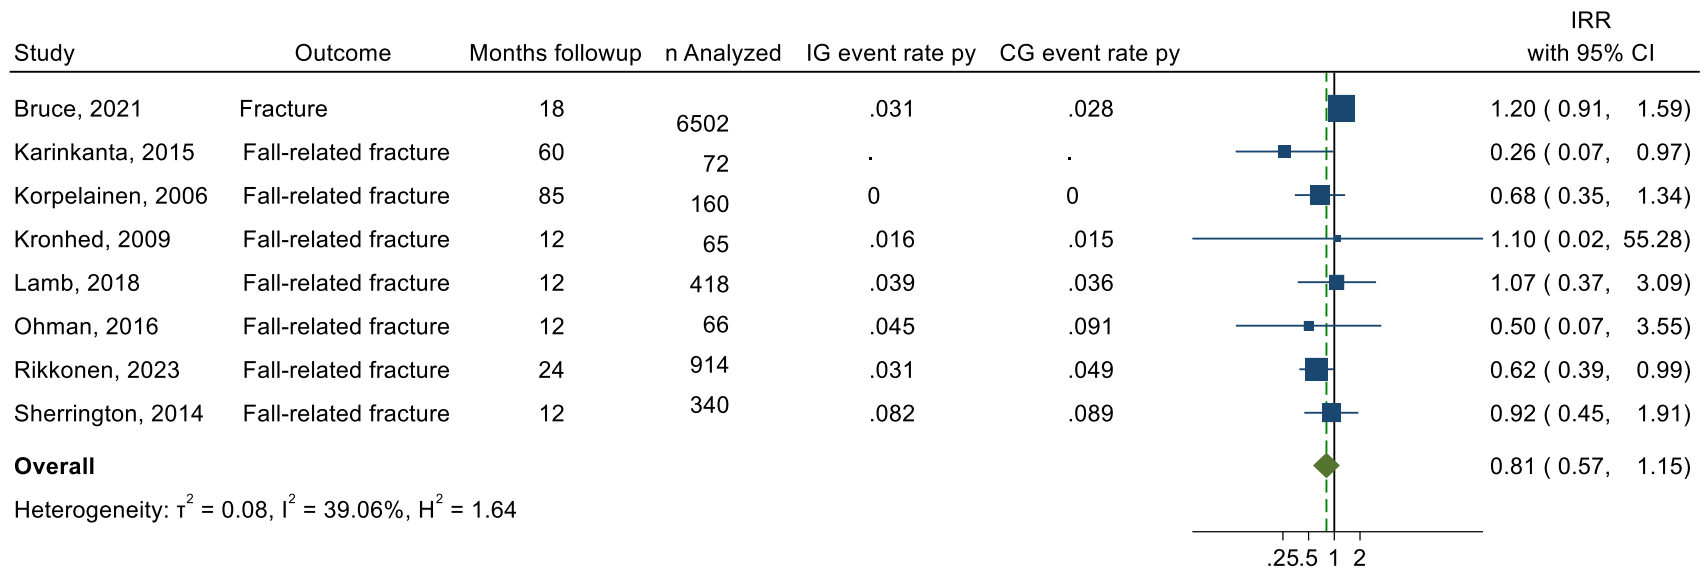 IRR
Study Outcome Months followup n Analyzed IG event rate py CG event rate py with 95% CI
Bruce, 2021 Fracture 18 6502 .031 .028 1.20 ( 0.91, 1.59)
Karinkanta, 2015 Fall-related fracture 60 72 . . 0.26 ( 0.07, 0.97)
Korpelainen, 2006 Fall-related fracture 85 160 0 0 0.68 ( 0.35, 1.34)
Kronhed, 2009 Fall-related fracture 12 65 .016 .015 1.10 ( 0.02, 55.28)
Lamb, 2018 Fall-related fracture 12 418 .039 .036 1.07 ( 0.37, 3.09)
Ohman, 2016 Fall-related fracture 12 66 .045 .091 0.50 ( 0.07, 3.55)
Rikkonen, 2023 Fall-related fracture 24 914 .031 .049 0.62 ( 0.39, 0.99)
Sherrington, 2014 Fall-related fracture 12 340 .082 .089 0.92 ( 0.45, 1.91)
Overall 0.81 ( 0.57, 1.15)
Heterogeneity: τ² = 0.08, I² = 39.06%, H² = 1.64
.25 .5 1 2